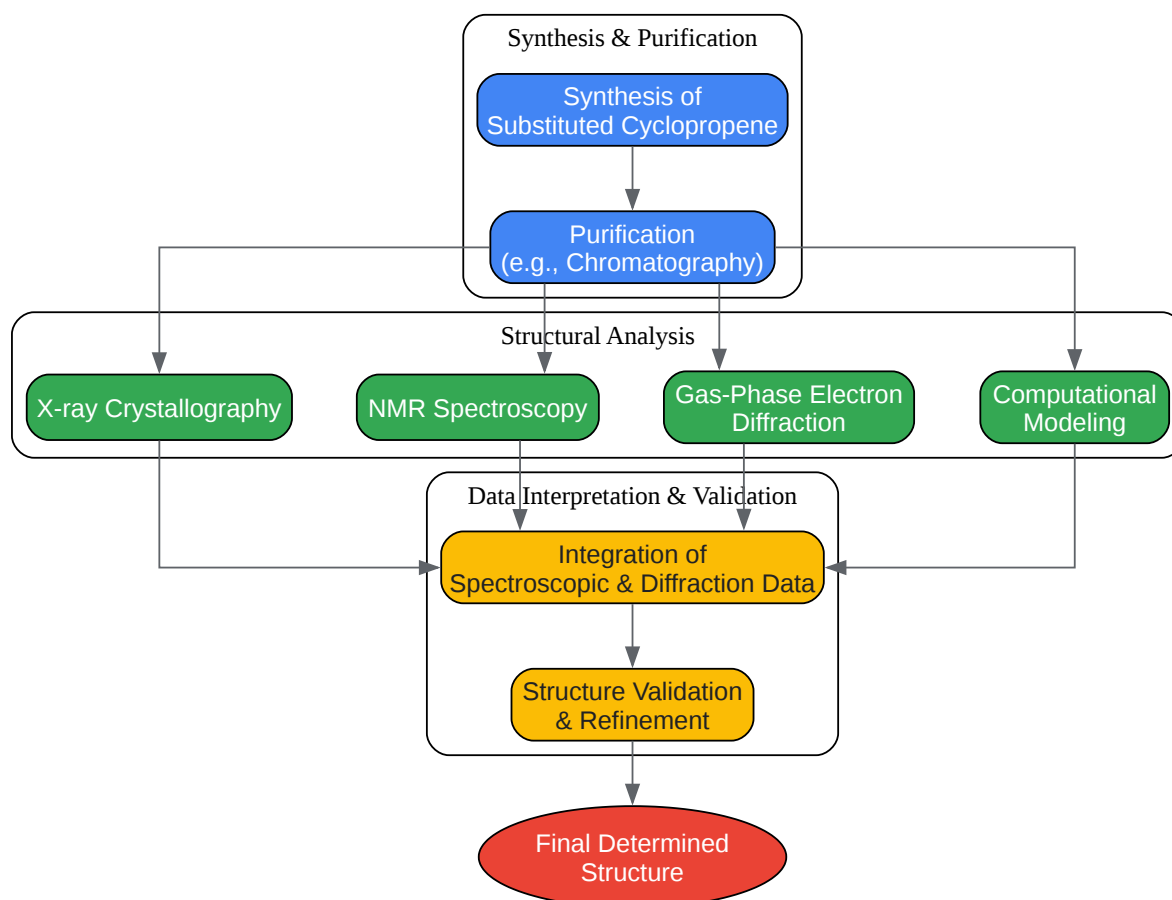 Synthesis & Purification
Synthesis of
Substituted Cyclopropene
Purification
(e.g., Chromatography)
Structural Analysis
X-ray Crystallography
NMR Spectroscopy
Gas-Phase Electron
Diffraction
Computational
Modeling
Data Interpretation & Validation
Integration of
Spectroscopic & Diffraction Data
Structure Validation
& Refinement
Final Determined
Structure